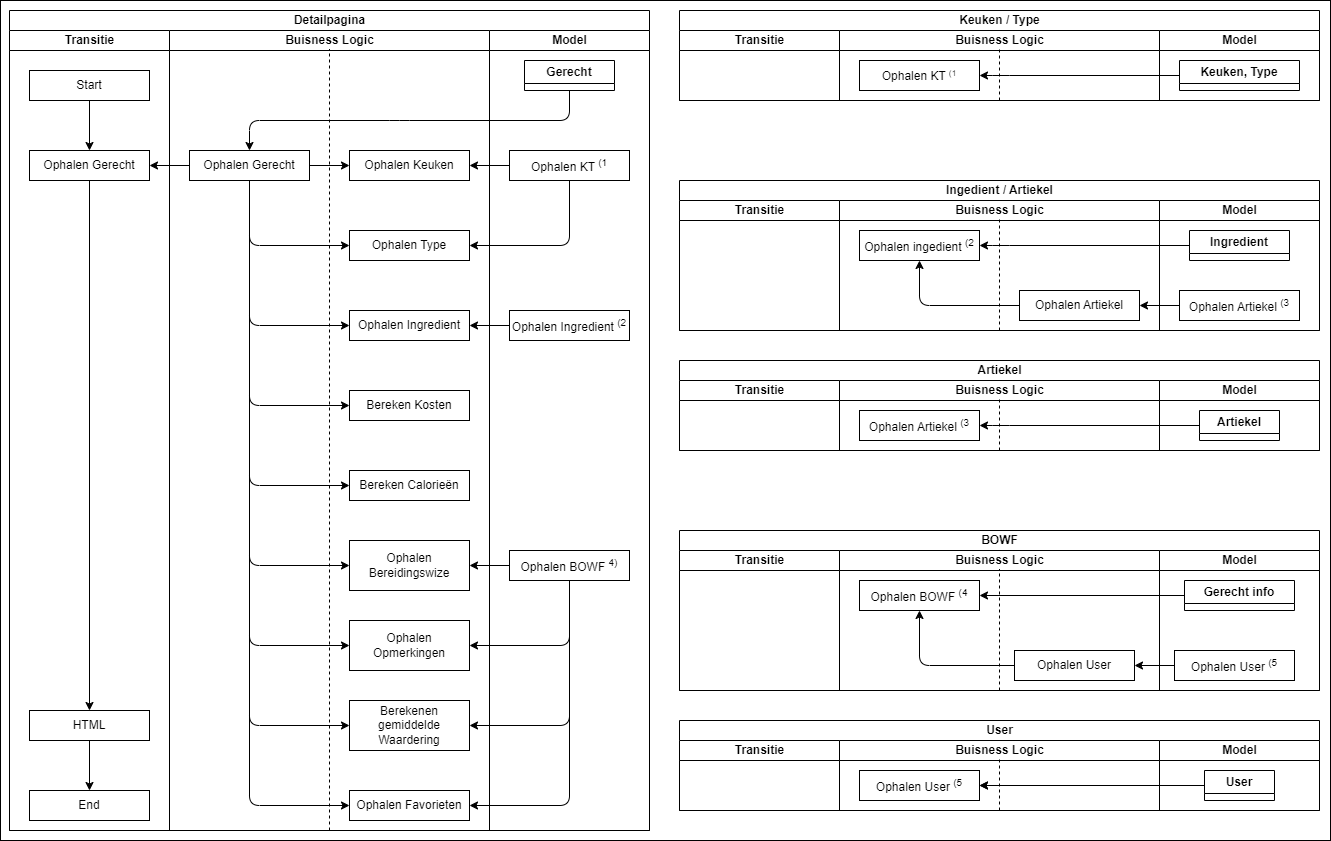 Detailpagina
Transitie
Buisness Logic
Model
Start
Gerecht
Ophalen Gerecht
Ophalen Gerecht
Ophalen Keuken
Ophalen KT (1
Ophalen Type
Ophalen Ingredient
Ophalen Ingredient (2
Bereken Kosten
Bereken Calorieën
Ophalen
Bereidingswize
Ophalen BOWF 4)
Ophalen
Opmerkingen
HTML
Berekenen
gemiddelde
Waardering
End
Ophalen Favorieten
Keuken / Type
Transitie
Buisness Logic
Model
Ophalen KT (1
Keuken, Type
Ingedient / Artiekel
Transitie
Buisness Logic
Model
Ophalen ingedient (2
Ingredient
Ophalen Artiekel
Ophalen Artiekel (3
Artiekel
Transitie
Buisness Logic
Model
Ophalen Artiekel (3
Artiekel
BOWF
Transitie
Buisness Logic
Model
Ophalen BOWF (4
Gerecht info
Ophalen User
Ophalen User (5
User
Transitie
Buisness Logic
Model
Ophalen User (5
User